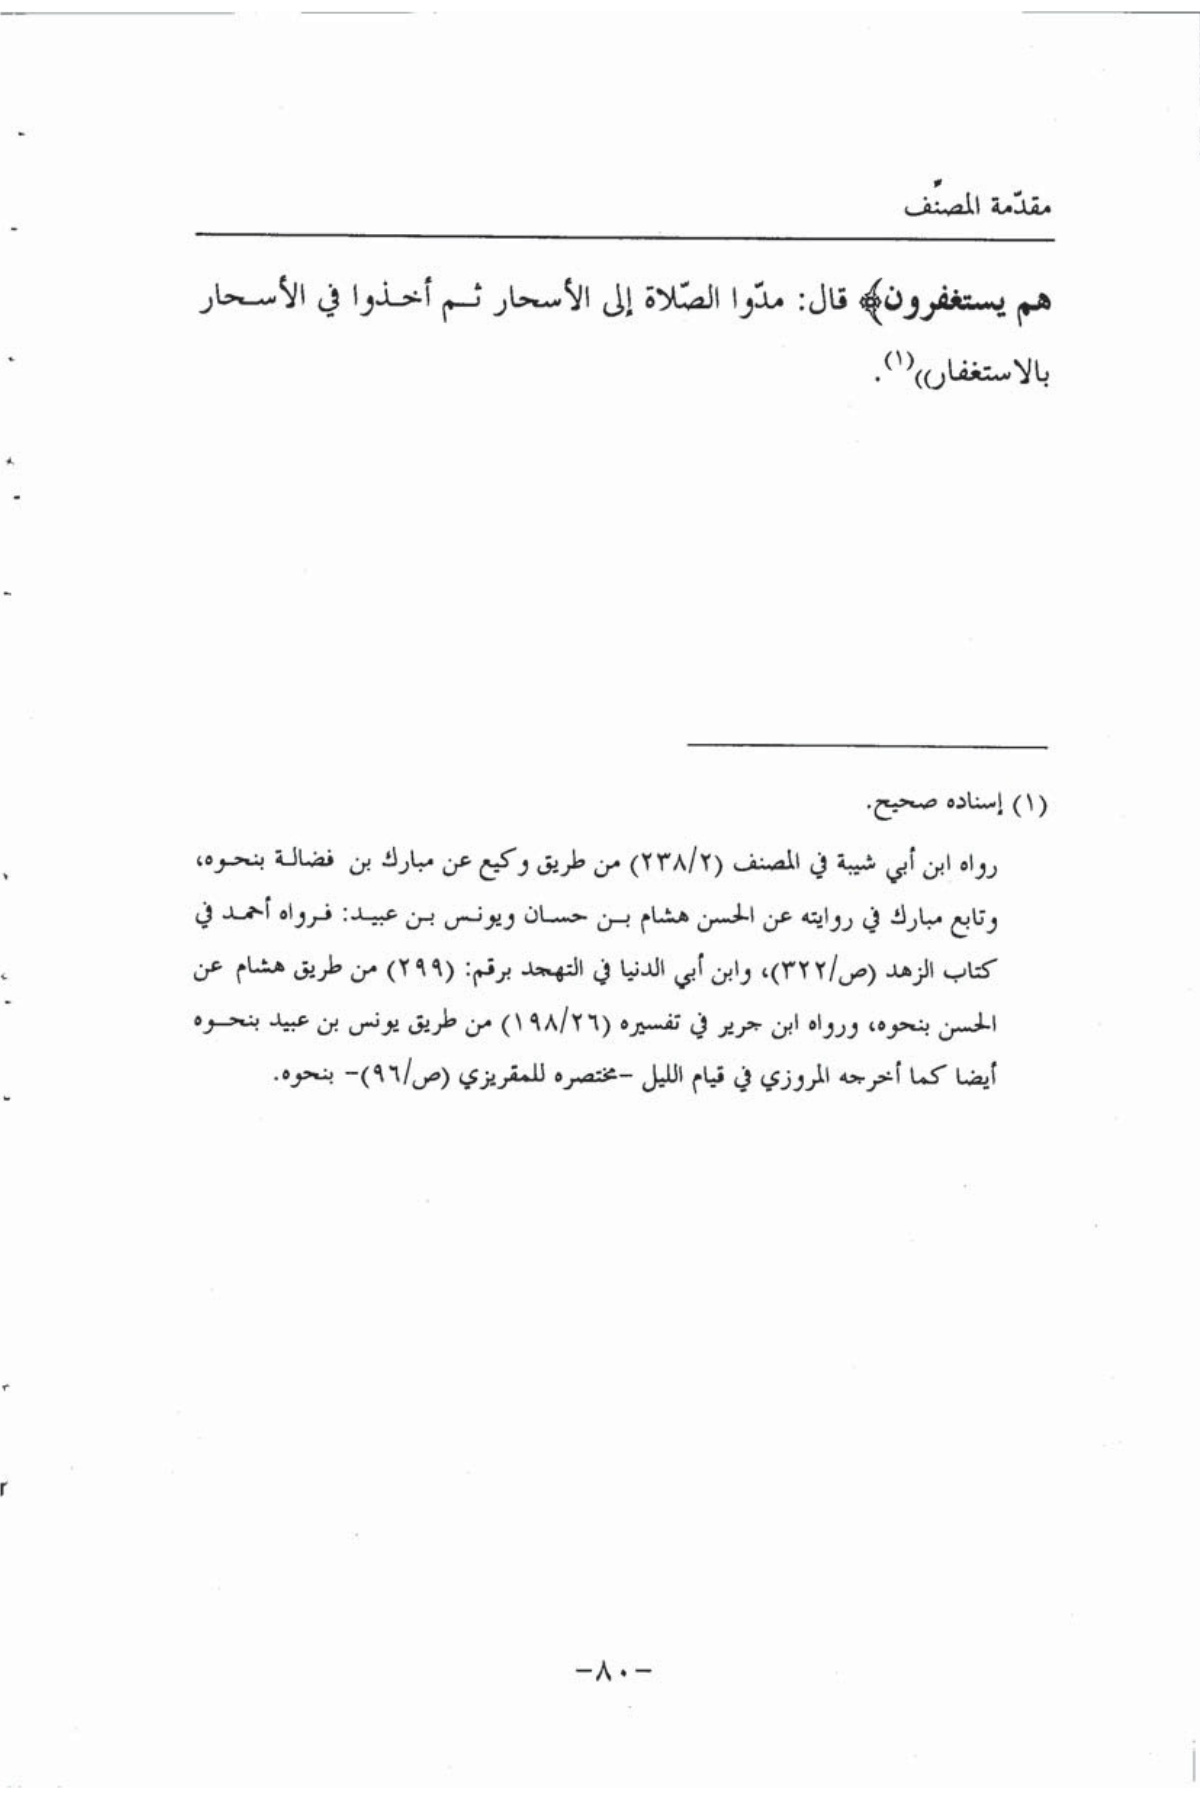 مقدّمة المصنَّف
هم يستغفرون﴾ قال: مدّوا الصّلاة إلى الأسحار ثم أخذوا في الأسحار
بالاستغفار))(١).
(١) إسناده صحيح.
رواه ابن أبي شيبة في المصنف (٢٣٨/٢) من طريق وكيع عن مبارك بن فضالة بنحوه،
وتابع مبارك في روايته عن الحسن هشام بن حسان ويونس بن عبيد: فرواه أحمد في
كتاب الزهد (ص/٣٢٢)، وابن أبي الدنيا في التهجد برقم: (٢٩٩) من طريق هشام عن
الحسن بنحوه، ورواه ابن جرير في تفسيره (١٩٨/٢٦) من طريق يونس بن عبيد بنحوه
أيضا كما أخرجه المروزي في قيام الليل -مختصره للمقريزي (ص/٩٦)- بنحوه.
-٨٠-